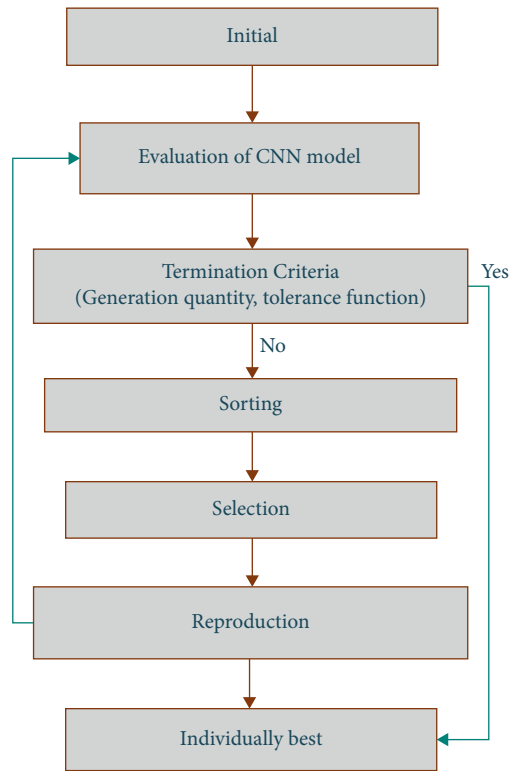 Initial
Evaluation of CNN model
Termination Criteria
(Generation quantity, tolerance function)
Yes
No
Sorting
Selection
Reproduction
Individually best